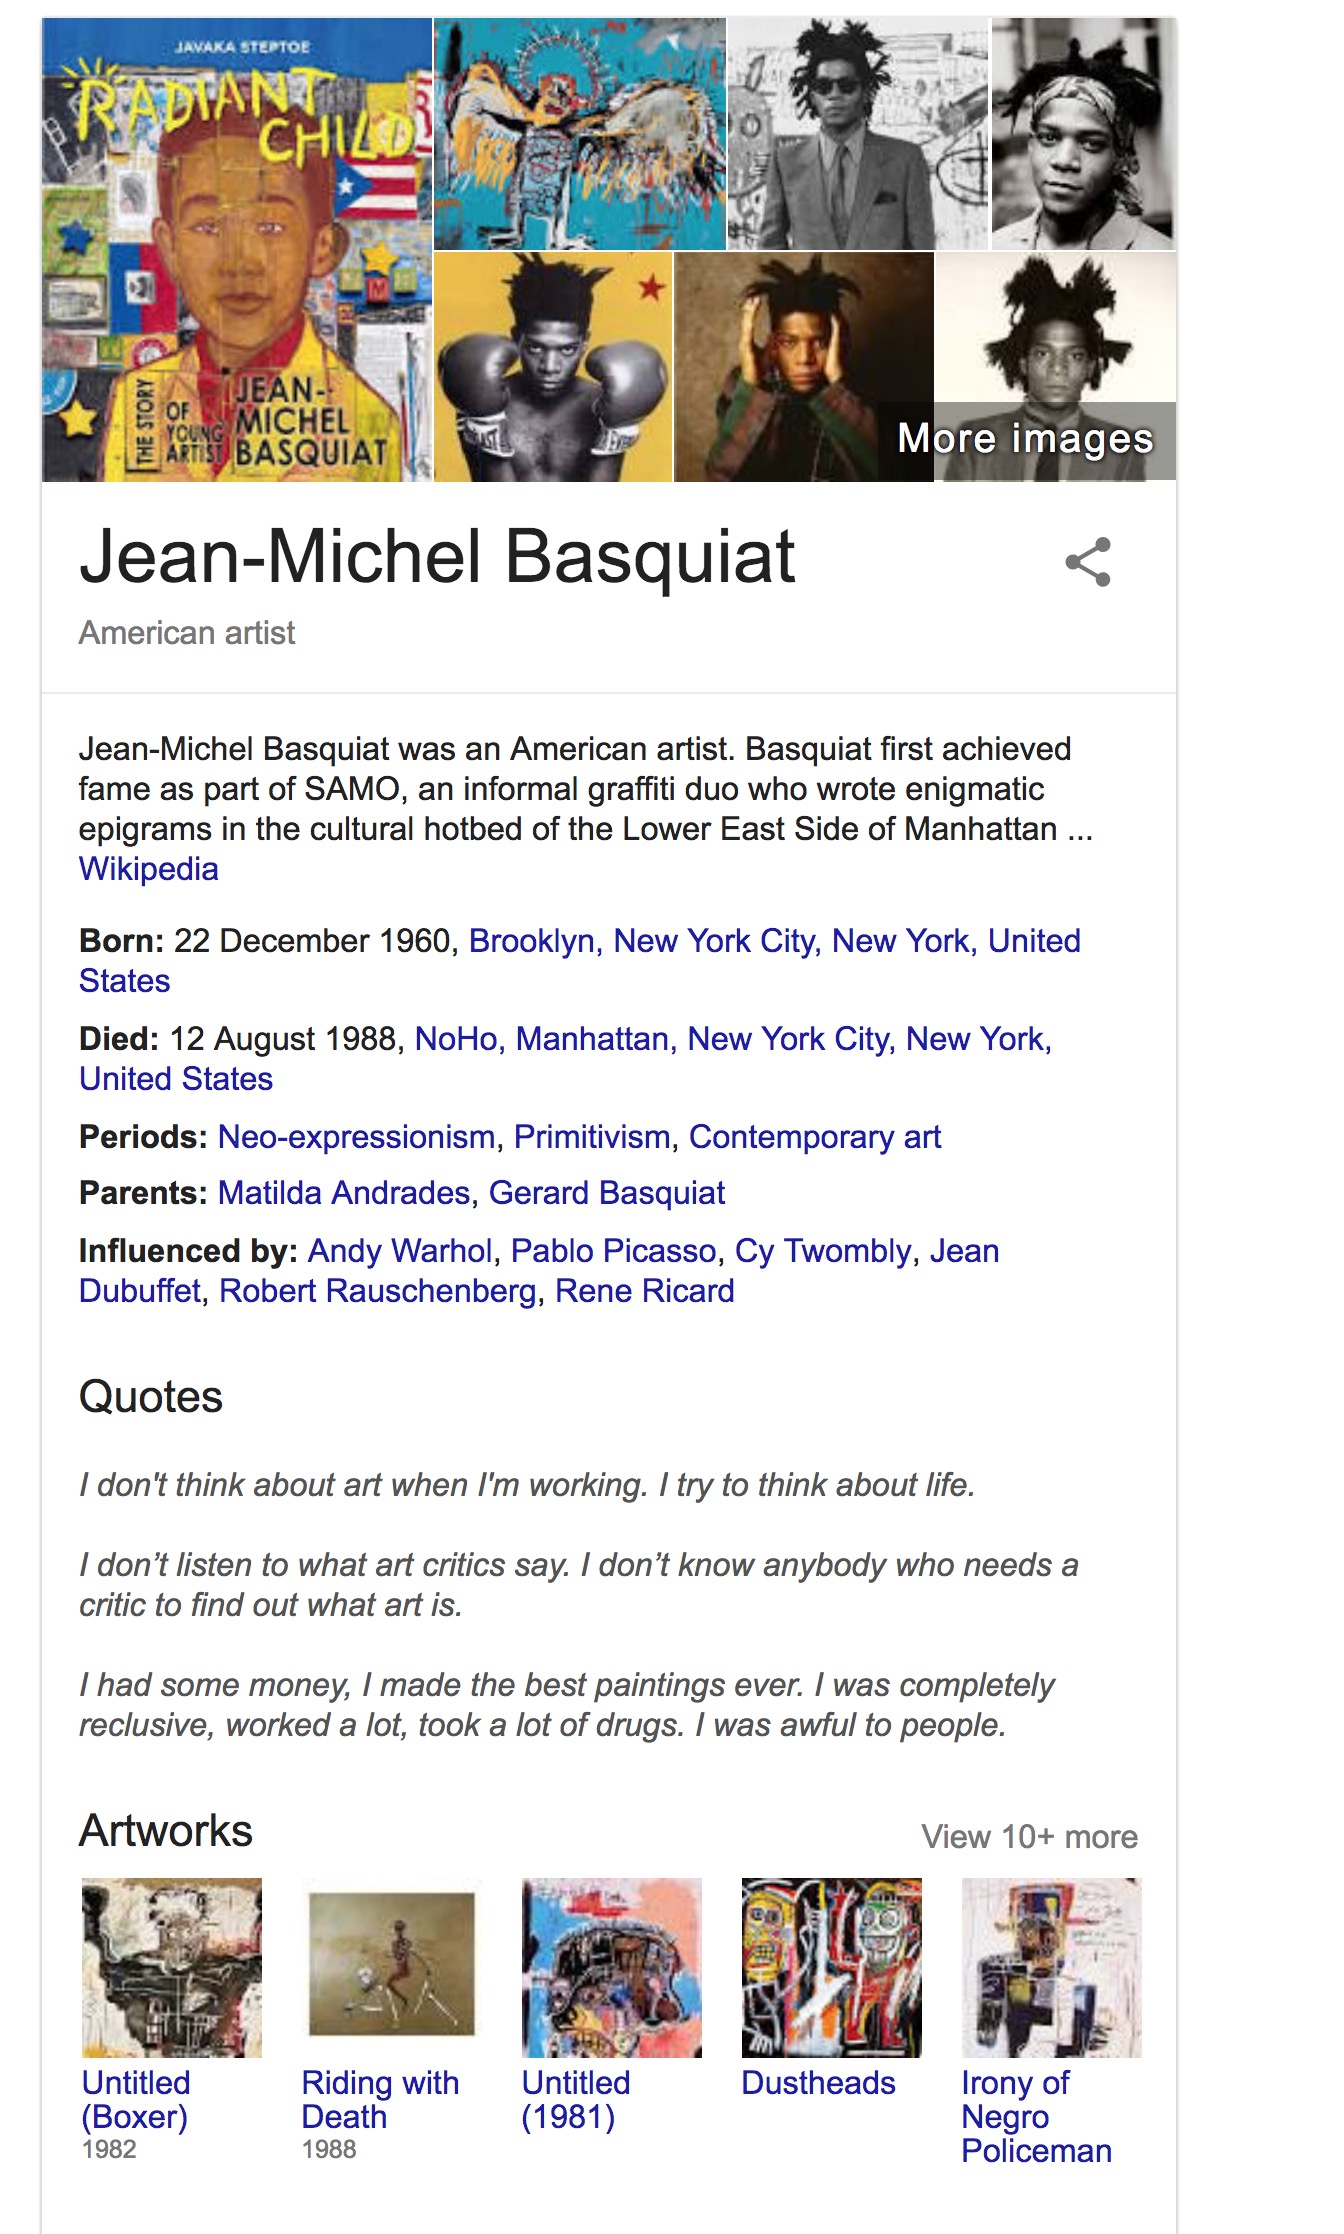 JAVAKA STEPTOE
RADIANT
CHILD
THE STORY
OF
YOUNG
ARTIST
JEAN-
MICHEL
BASQUIAT
More images
Jean-Michel Basquiat
American artist
Jean-Michel Basquiat was an American artist. Basquiat first achieved
fame as part of SAMO, an informal graffiti duo who wrote enigmatic
epigrams in the cultural hotbed of the Lower East Side of Manhattan ...
Wikipedia
Born: 22 December 1960, Brooklyn, New York City, New York, United
States
Died: 12 August 1988, NoHo, Manhattan, New York City, New York,
United States
Periods: Neo-expressionism, Primitivism, Contemporary art
Parents: Matilda Andrades, Gerard Basquiat
Influenced by: Andy Warhol, Pablo Picasso, Cy Twombly, Jean
Dubuffet, Robert Rauschenberg, Rene Ricard
Quotes
I don't think about art when I'm working. I try to think about life.
I don’t listen to what art critics say. I don’t know anybody who needs a
critic to find out what art is.
I had some money, I made the best paintings ever. I was completely
reclusive, worked a lot, took a lot of drugs. I was awful to people.
Artworks
View 10+ more
Untitled
(Boxer)
1982
Riding with
Death
1988
Untitled
(1981)
Dustheads
Irony of
Negro
Policeman